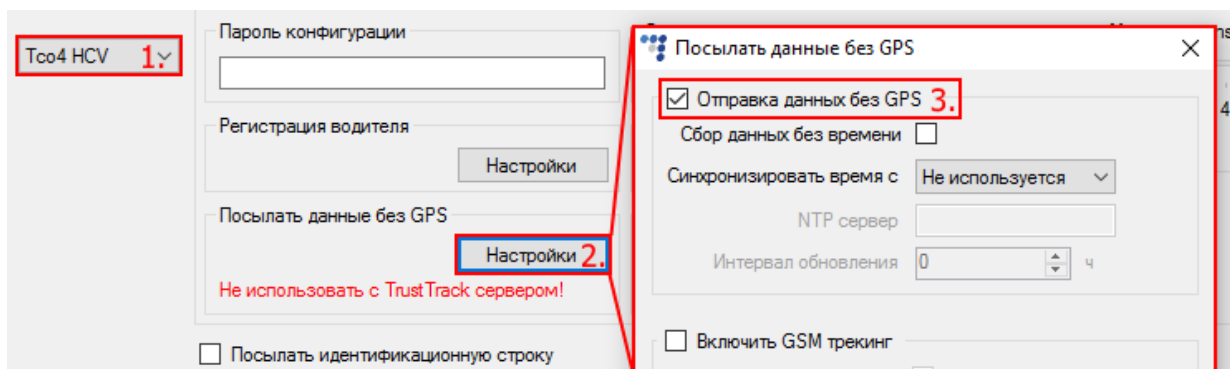 Tco4 HCV 1.
Пароль конфигурации
Регистрация водителя
Настройки
Посылать данные без GPS
Настройки 2.
Не использовать с TrustTrack сервером!
Посылать идентификационную строку
Посылать данные без GPS
Отправка данных без GPS 3.
Сбор данных без времени
Синхронизировать время с Не используется
NTP сервер
Интервал обновления 0 ч
Включить GSM трекинг